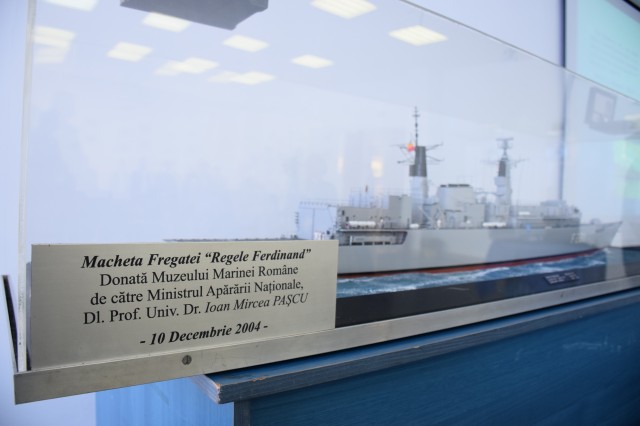 Macheta Fregatei “Regele Ferdinand”
Donată Muzeului Marinei Române
de către Ministrul Apărării Naționale,
Dl. Prof. Univ. Dr. Ioan Mircea PAȘCU
- 10 Decembrie 2004 -